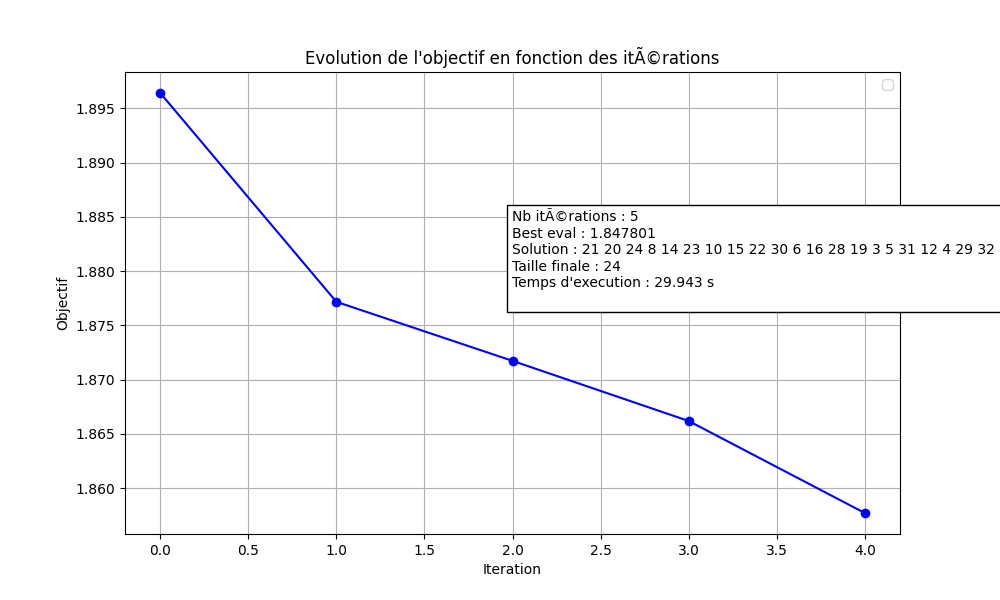 Evolution de l'objectif en fonction des itÃ©rations
1.895
1.890
1.885
1.880
1.875
1.870
1.865
1.860
Objectif
Nb itÃ©rations : 5
Best eval : 1.847801
Solution : 21 20 24 8 14 23 10 15 22 30 6 16 28 19 3 5 31 12 4 29 32
Taille finale : 24
Temps d'execution : 29.943 s
0.0 0.5 1.0 1.5 2.0 2.5 3.0 3.5 4.0
Iteration